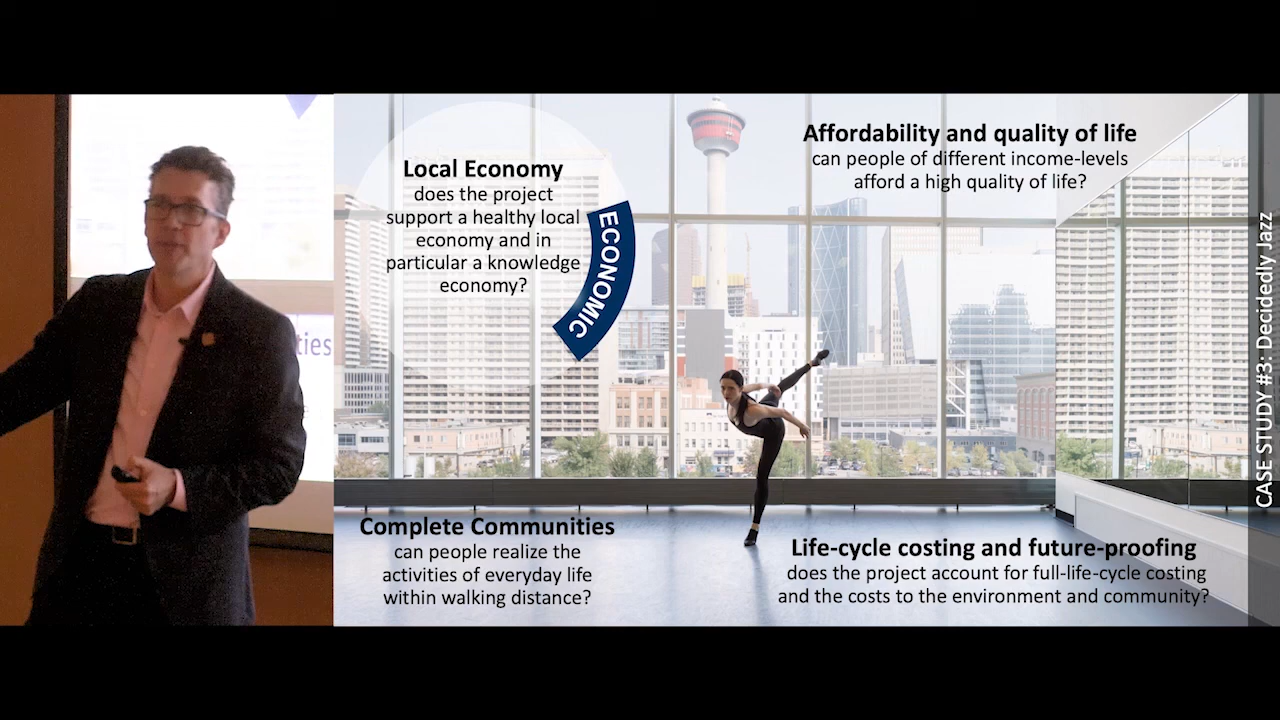 Local Economy
does the project
support a healthy local
economy and in
particular a knowledge
economy?
ECONOMIC
Affordability and quality of life
can people of different income-levels
afford a high quality of life?
Complete Communities
can people realize the
activities of everyday life
within walking distance?
Life-cycle costing and future-proofing
does the project account for full-life-cycle costing
and the costs to the environment and community?
CASE STUDY #3: Decidedly Jazz
ties